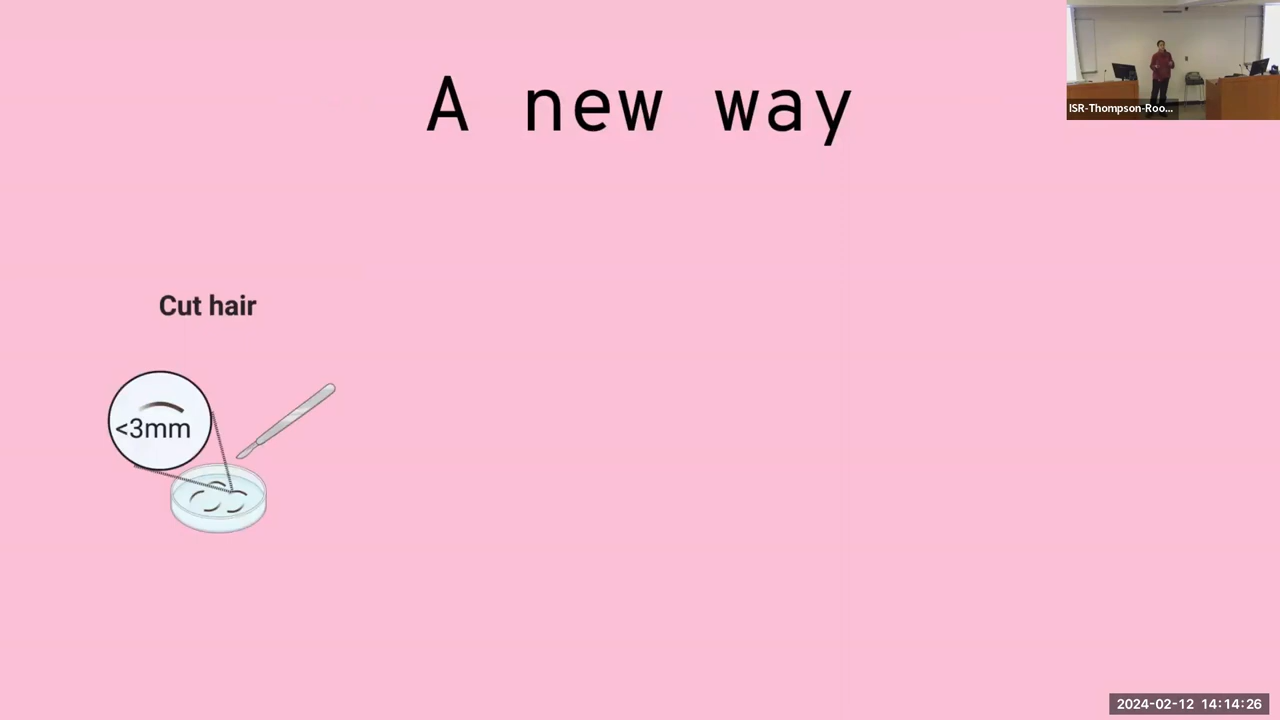 A new way
ISR-Thompson-Roo...
Cut hair
<3mm
2024-02-12 14:14:26